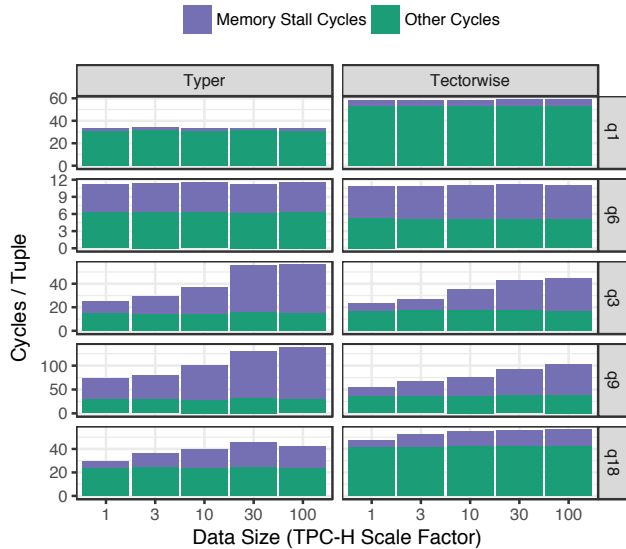 Memory Stall Cycles Other Cycles
Typer Tectorwise
60
40
20
0
q1
12
9
6
3
0
q6
40
20
0
q3
100
50
0
q9
40
20
0
q18
Cycles / Tuple
1 3 10 30 100 1 3 10 30 100
Data Size (TPC-H Scale Factor)